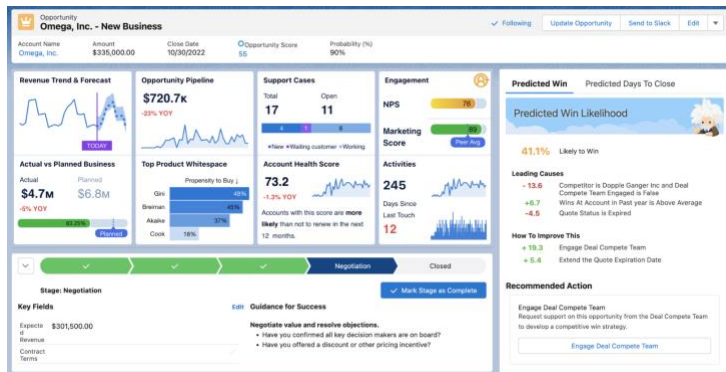 Opportunity
Omega, Inc. - New Business
Following
Update Opportunity
Send to Slack
Edit
Account Name
Amount
Close Date
Opportunity Score
Probability (%)
Omega, Inc.
$335,000.00
10/30/2022
55
90%
Revenue Trend & Forecast
TODAY
Opportunity Pipeline
$720.7K
-23% YOY
Support Cases
Total
Open
17
11
New Waiting customer Working
Engagement
NPS
76
Marketing
Score
89
Peer Avg
Actual vs Planned Business
Actual
Planned
$4.7M
$6.8M
-5% YOY
Planned
Top Product Whitespace
Propensity to Buy ↓
Gini
Breiman
Akaike
37%
Cook
18%
Account Health Score
73.2
-1.3% YOY
Accounts with this score are more
likely than not to renew in the next
12 months.
Activities
245
Days Since
Last Touch
12
Negotiation
Closed
Stage: Negotiation
Mark Stage as Complete
Key Fields
Edit
Expecte
d
Revenue
$301,500.00
Contract
Terms
Guidance for Success
Negotiate value and resolve objections.
• Have you confirmed all key decision makers are on board?
• Have you offered a discount or other pricing incentive?
Predicted Win
Predicted Days To Close
Predicted Win Likelihood
41.1% Likely to Win
Leading Causes
- 13.6 Competitor is Dopple Ganger Inc and Deal
Compete Team Engaged is False
+6.7 Wins At Account in Past year is Above Average
-4.5 Quote Status is Expired
How To Improve This
+ 19.3 Engage Deal Compete Team
+ 5.4 Extend the Quote Expiration Date
Recommended Action
Engage Deal Compete Team
Request support on this opportunity from the Deal Compete Team
to develop a competitive win strategy.
Engage Deal Compete Team